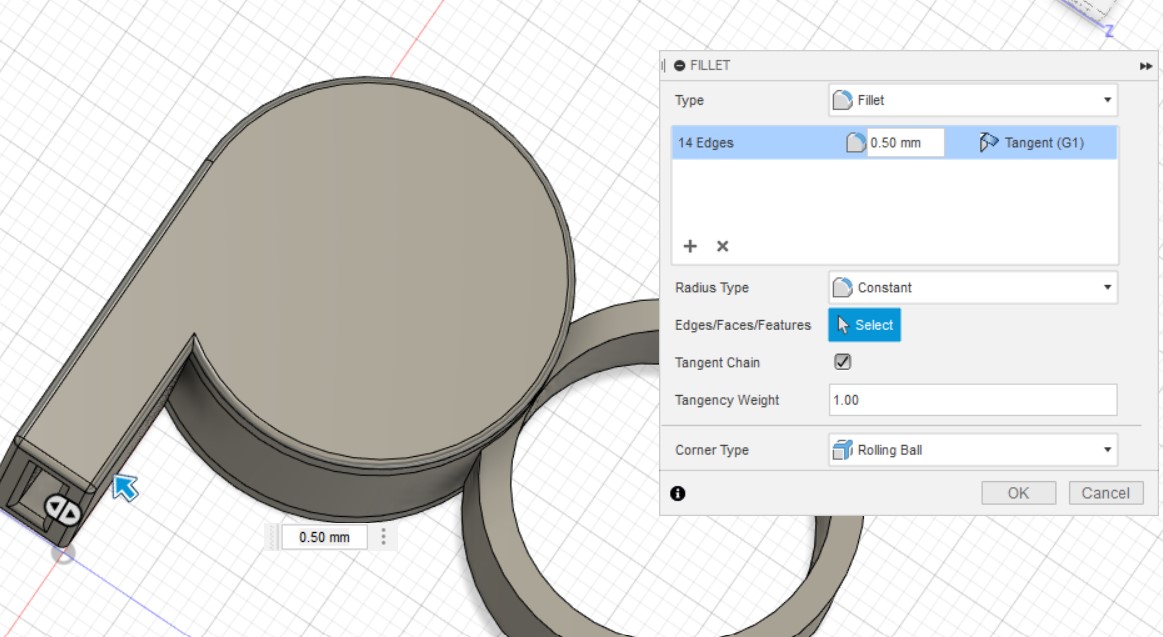 Z
FILLET
Type Fillet
14 Edges 0.50 mm Tangent (G1)
Radius Type Constant
Edges/Faces/Features Select
Tangent Chain
Tangency Weight 1.00
Corner Type Rolling Ball
OK Cancel
0.50 mm